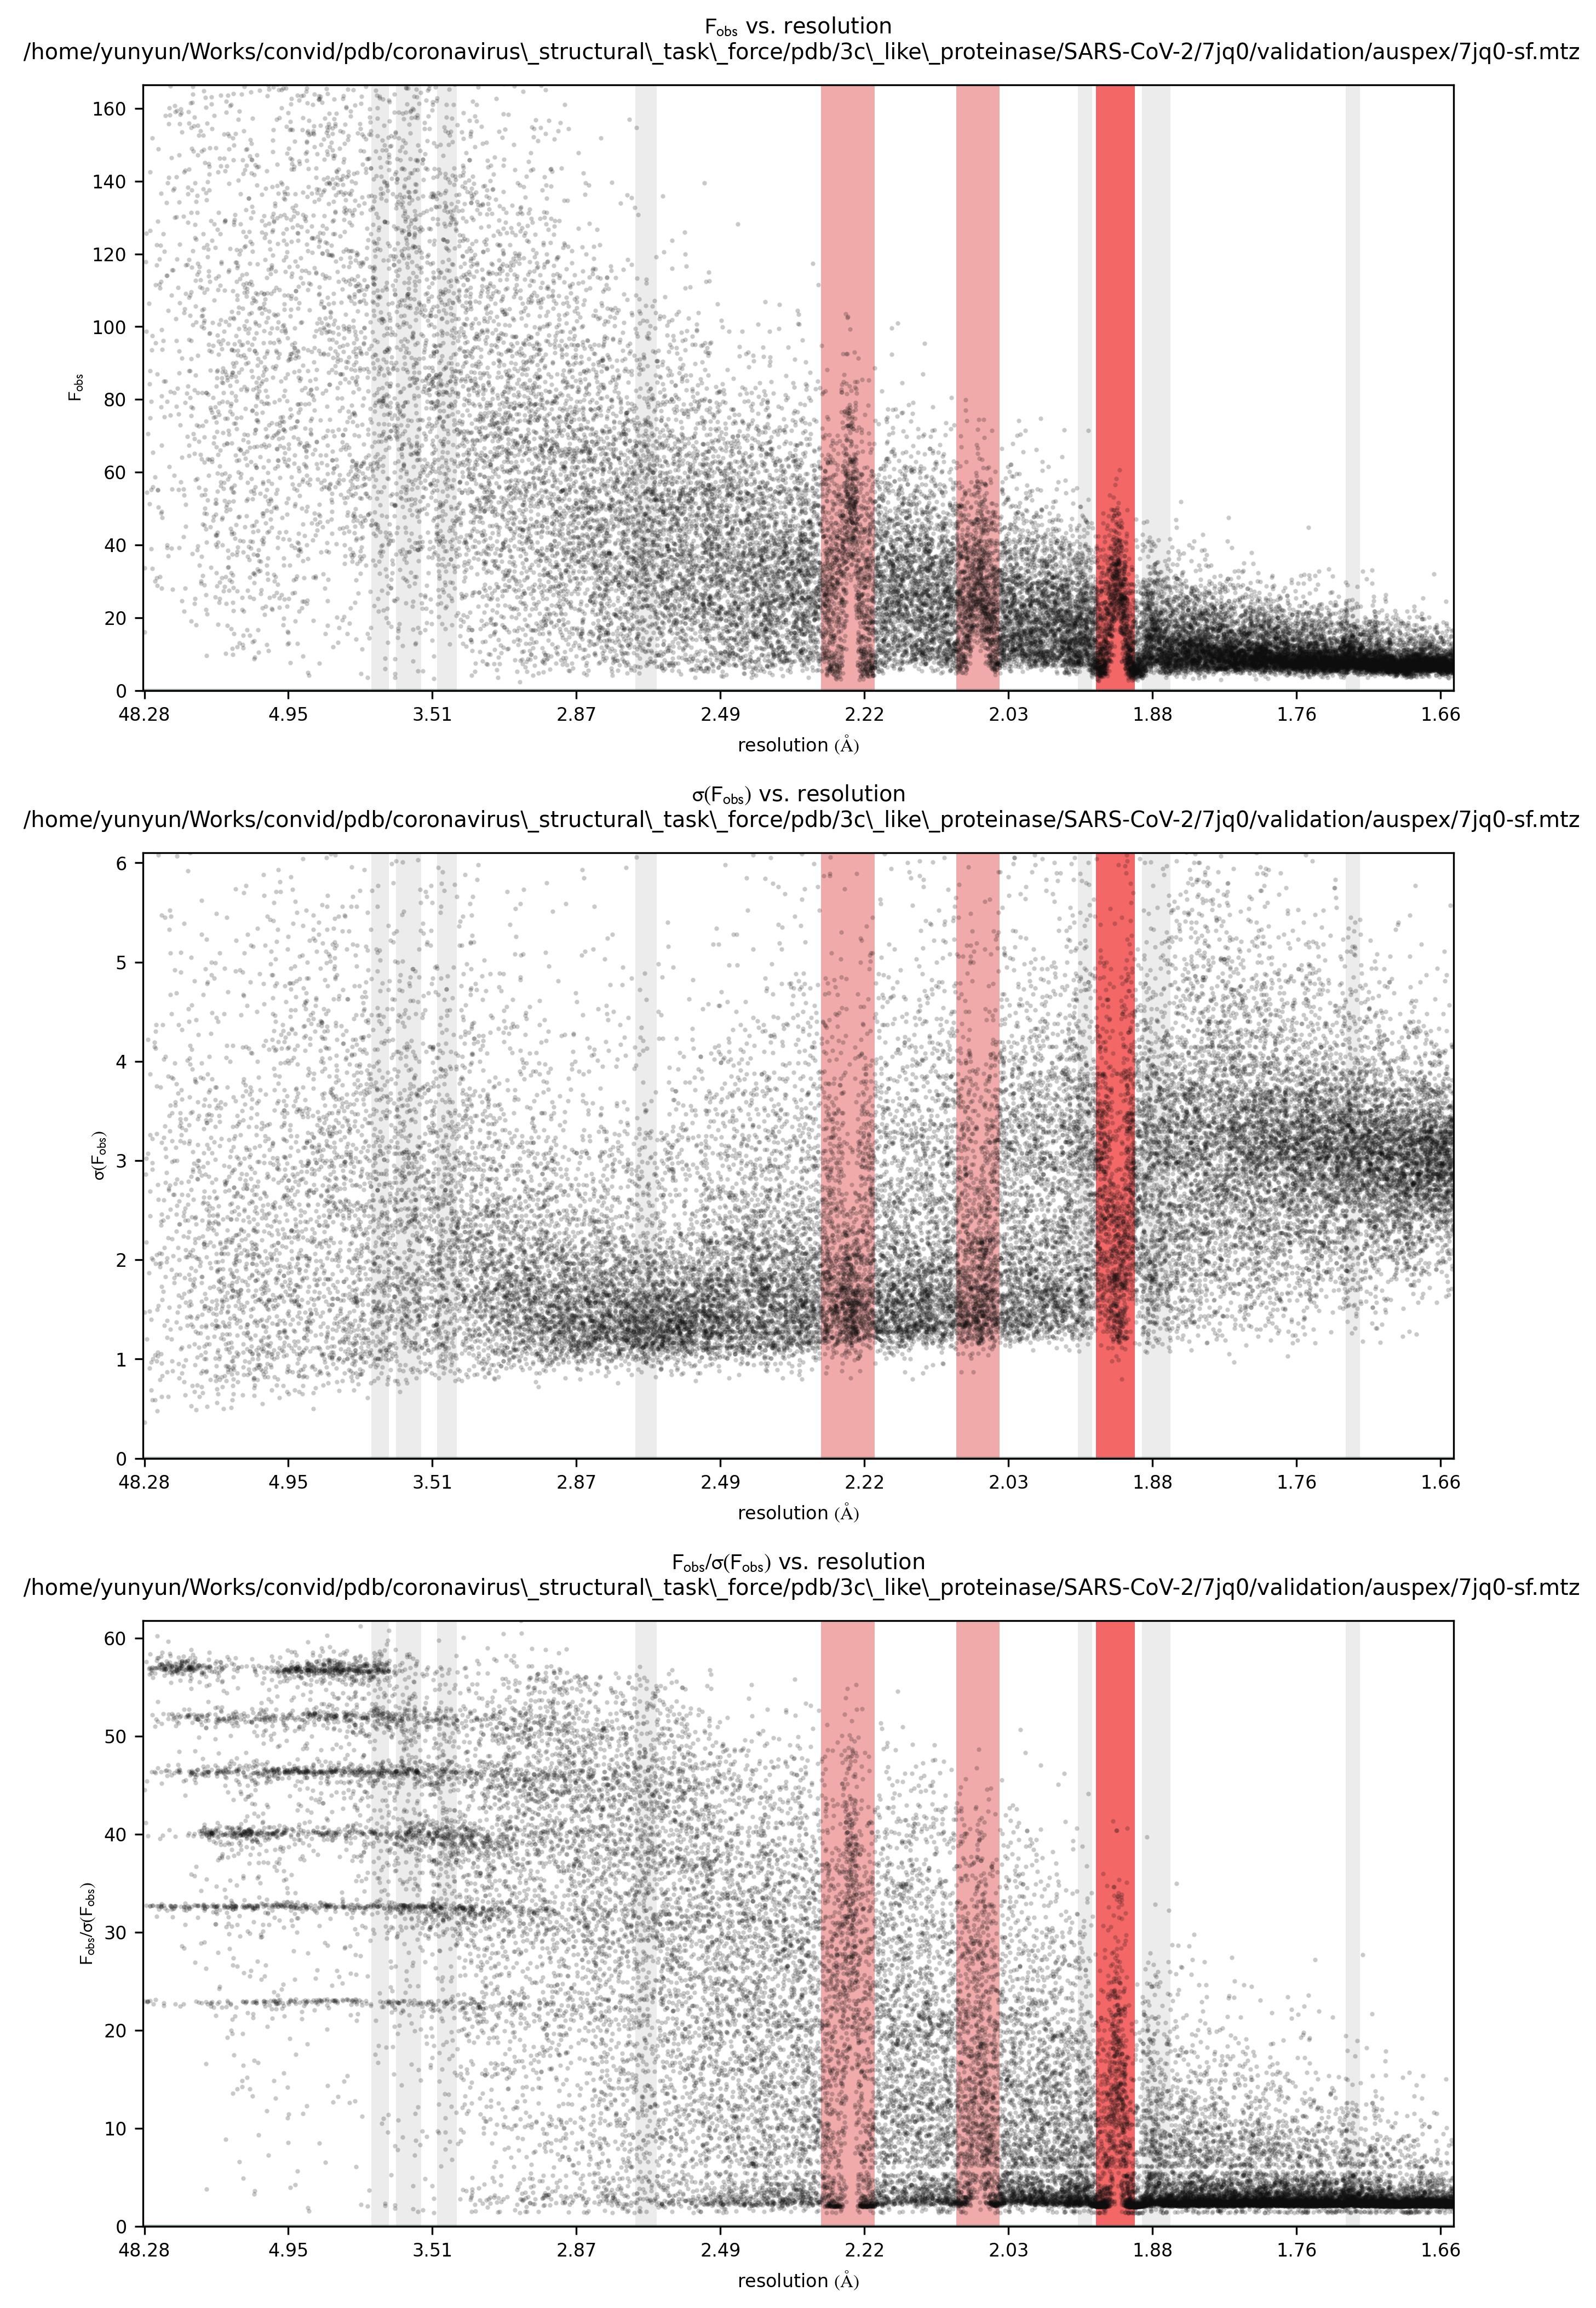 Fobs vs. resolution
/home/yunyun/Works/convid/pdb/coronavirus\_structural\_task\_force/pdb/3c\_like\_proteinase/SARS-CoV-2/7jq0/validation/auspex/7jq0-sf.mtz
160
140
120
100
80
60
40
20
0
Fobs
48.28 4.95 3.51 2.87 2.49 2.22 2.03 1.88 1.76 1.66
resolution (Å)
σ(Fobs) vs. resolution
/home/yunyun/Works/convid/pdb/coronavirus\_structural\_task\_force/pdb/3c\_like\_proteinase/SARS-CoV-2/7jq0/validation/auspex/7jq0-sf.mtz
6
5
4
3
2
1
0
σ(Fobs)
48.28 4.95 3.51 2.87 2.49 2.22 2.03 1.88 1.76 1.66
resolution (Å)
Fobs/σ(Fobs) vs. resolution
/home/yunyun/Works/convid/pdb/coronavirus\_structural\_task\_force/pdb/3c\_like\_proteinase/SARS-CoV-2/7jq0/validation/auspex/7jq0-sf.mtz
60
50
40
30
20
10
0
Fobs/σ(Fobs)
48.28 4.95 3.51 2.87 2.49 2.22 2.03 1.88 1.76 1.66
resolution (Å)